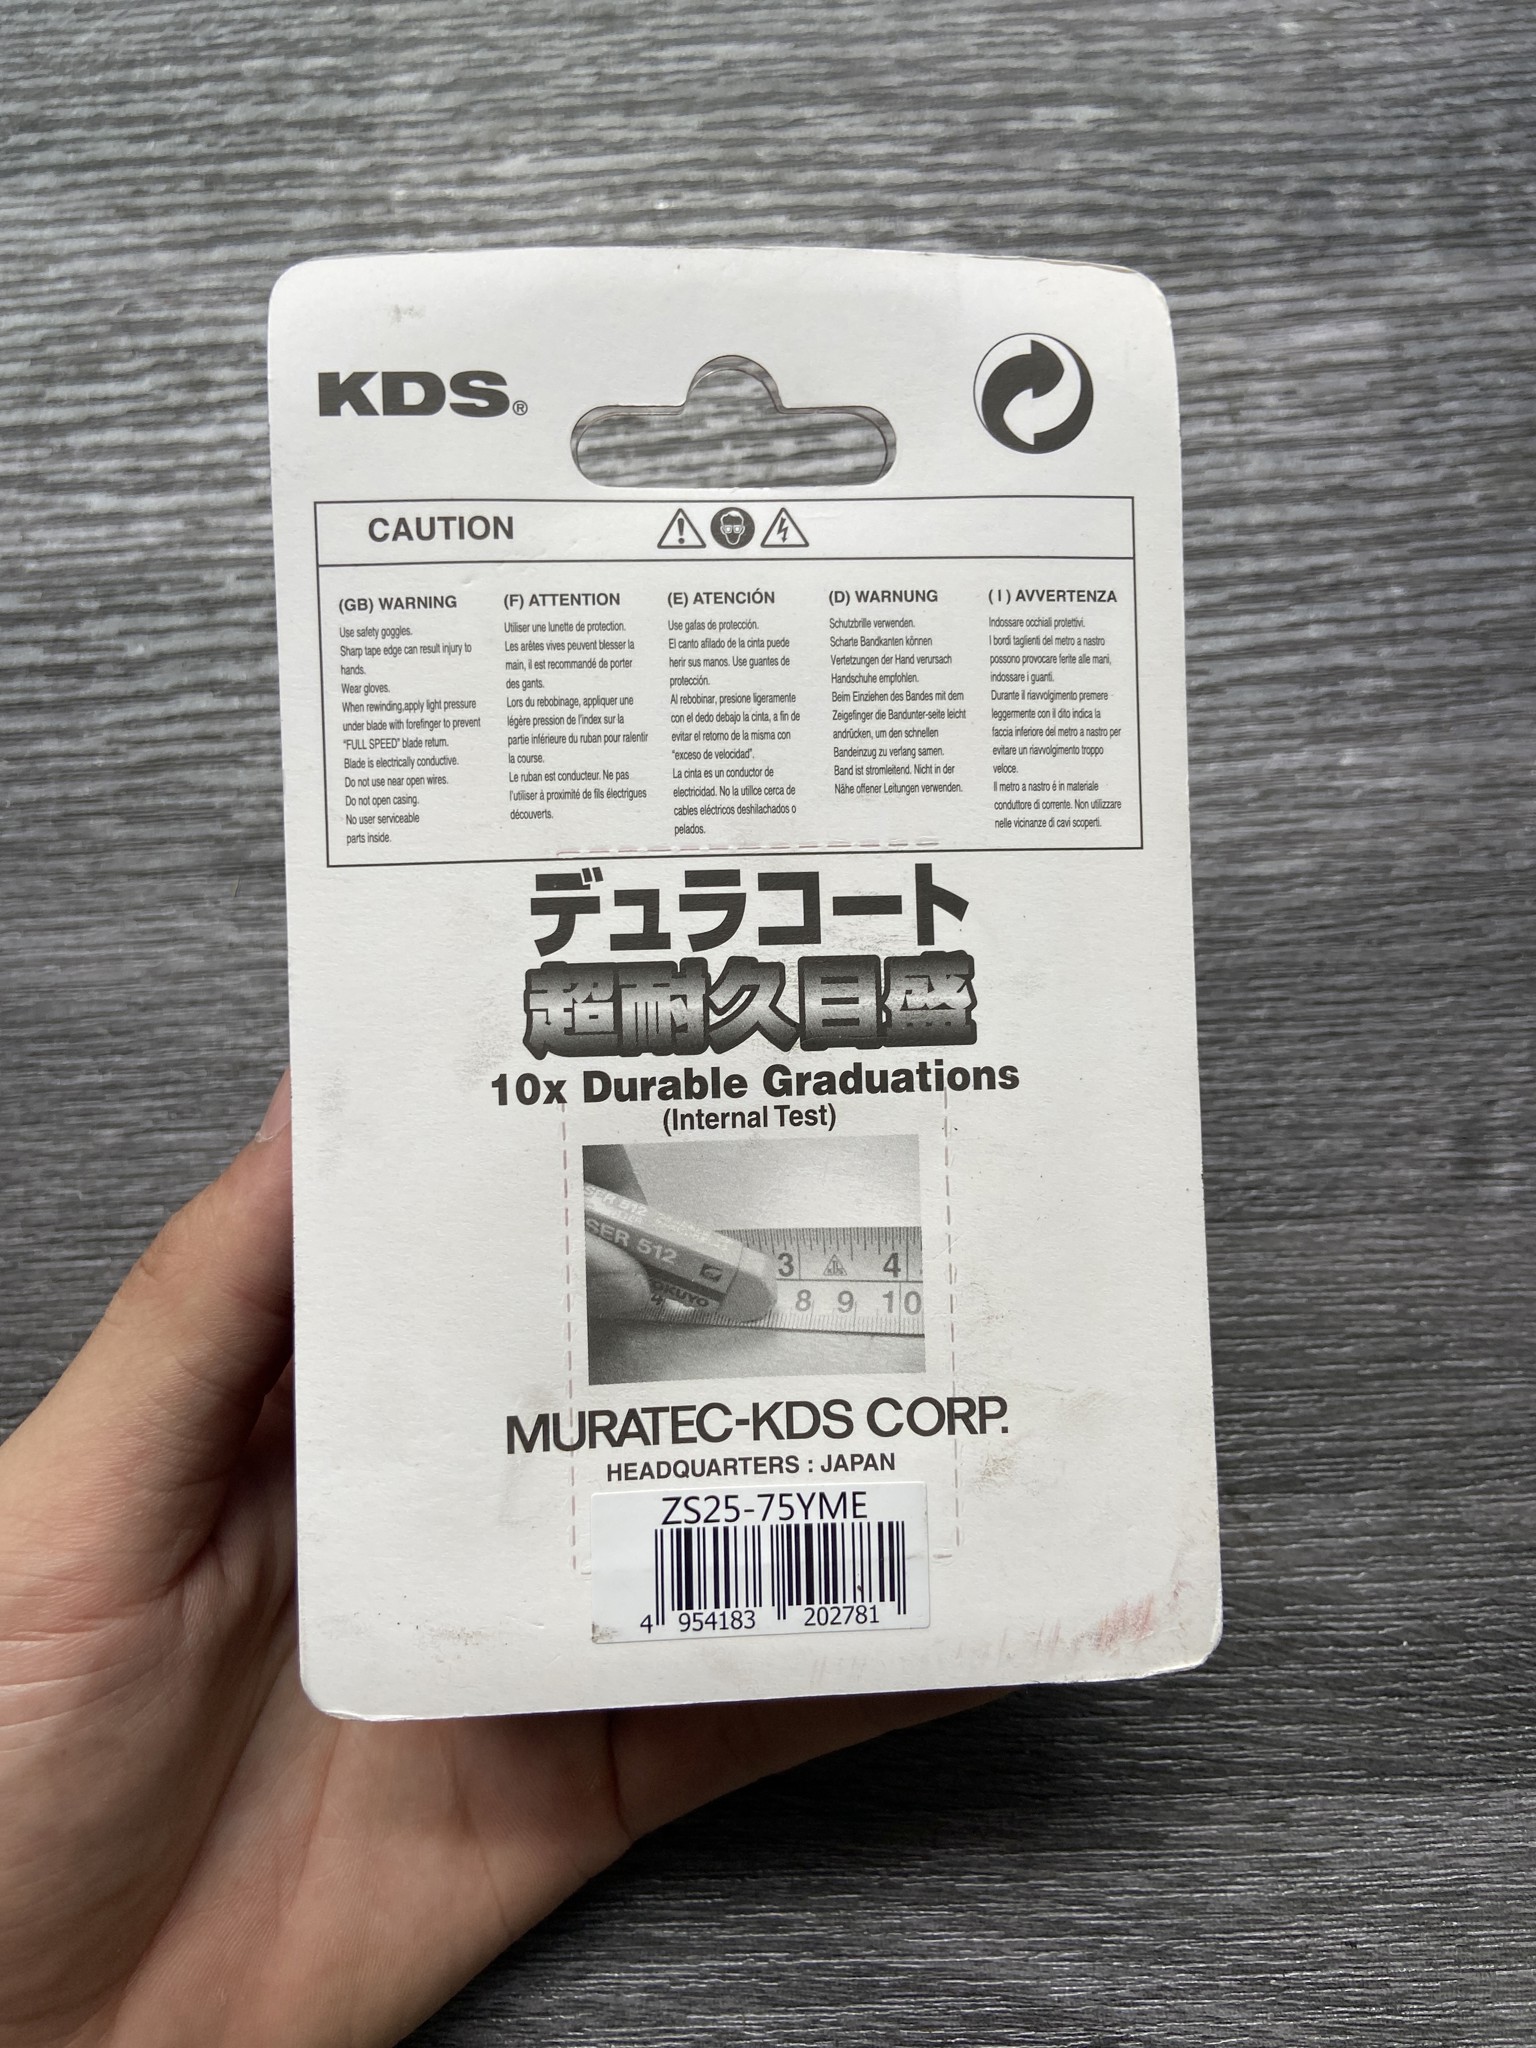 KDS®
CAUTION
(GB) WARNING
Use safety goggles.
Sharp tape edge can result injury to
hands.
Wear gloves.
When rewinding,apply light pressure
under blade with forefinger to prevent
"FULL SPEED" blade return.
Blade is electrically conductive.
Do not use near open wires.
Do not open casing.
No user serviceable
parts inside.
(F) ATTENTION
Utiliser une lunette de protection.
Les arêtes vives peuvent blesser la
main, il est recommandé de porter
des gants.
Lors du rebobinage, appliquer une
légère pression de l'index sur la
partie inférieure du ruban pour ralentir
la course.
Le ruban est conducteur. Ne pas
l'utiliser à proximité de fils électrigues
découverts.
(E) ATENCIÓN
Use gafas de protección.
El canto afilado de la cinta puede
herir sus manos. Use guantes de
protección.
Al rebobinar, presione ligeramente
con el dedo debajo la cinta, a fin de
evitar el retorno de la misma con
"exceso de velocidad".
La cinta es un conductor de
electricidad. No la utilice cerca de
cables eléctricos deshilachados o
pelados.
(D) WARNUNG
Schutzbrille verwenden.
Scharte Bandkanten können
Vertetzungen der Hand verursach
Handschuhe empfohlen.
Beim Einziehen des Bandes mit dem
Zeigefinger die Bandunter-seite leicht
andrücken, um den schnellen
Bandeinzug zu verlang samen.
Band ist stromleitend. Nicht in der
Nähe offener Leitungen verwenden.
( I ) AVVERTENZA
Indossare occhiali protettivi.
I bordi taglienti del metro a nastro
possono provocare ferite alle mani,
indossare i guanti.
Durante il riavvolgimento premere
leggermente con il dito indica la
faccia inferiore del metro a nastro per
evitare un riavvolgimento troppo
veloce.
Il metro a nastro é in materiale
conduttore di corrente. Non utilizzare
nelle vicinanze di cavi scoperti.
デュラコート
超耐久目盛
10x Durable Graduations
(Internal Test)
SER 512
KUYO
3 4
8 9 10
MURATEC-KDS CORP.
HEADQUARTERS : JAPAN
ZS25-75YME
4 954183 202781